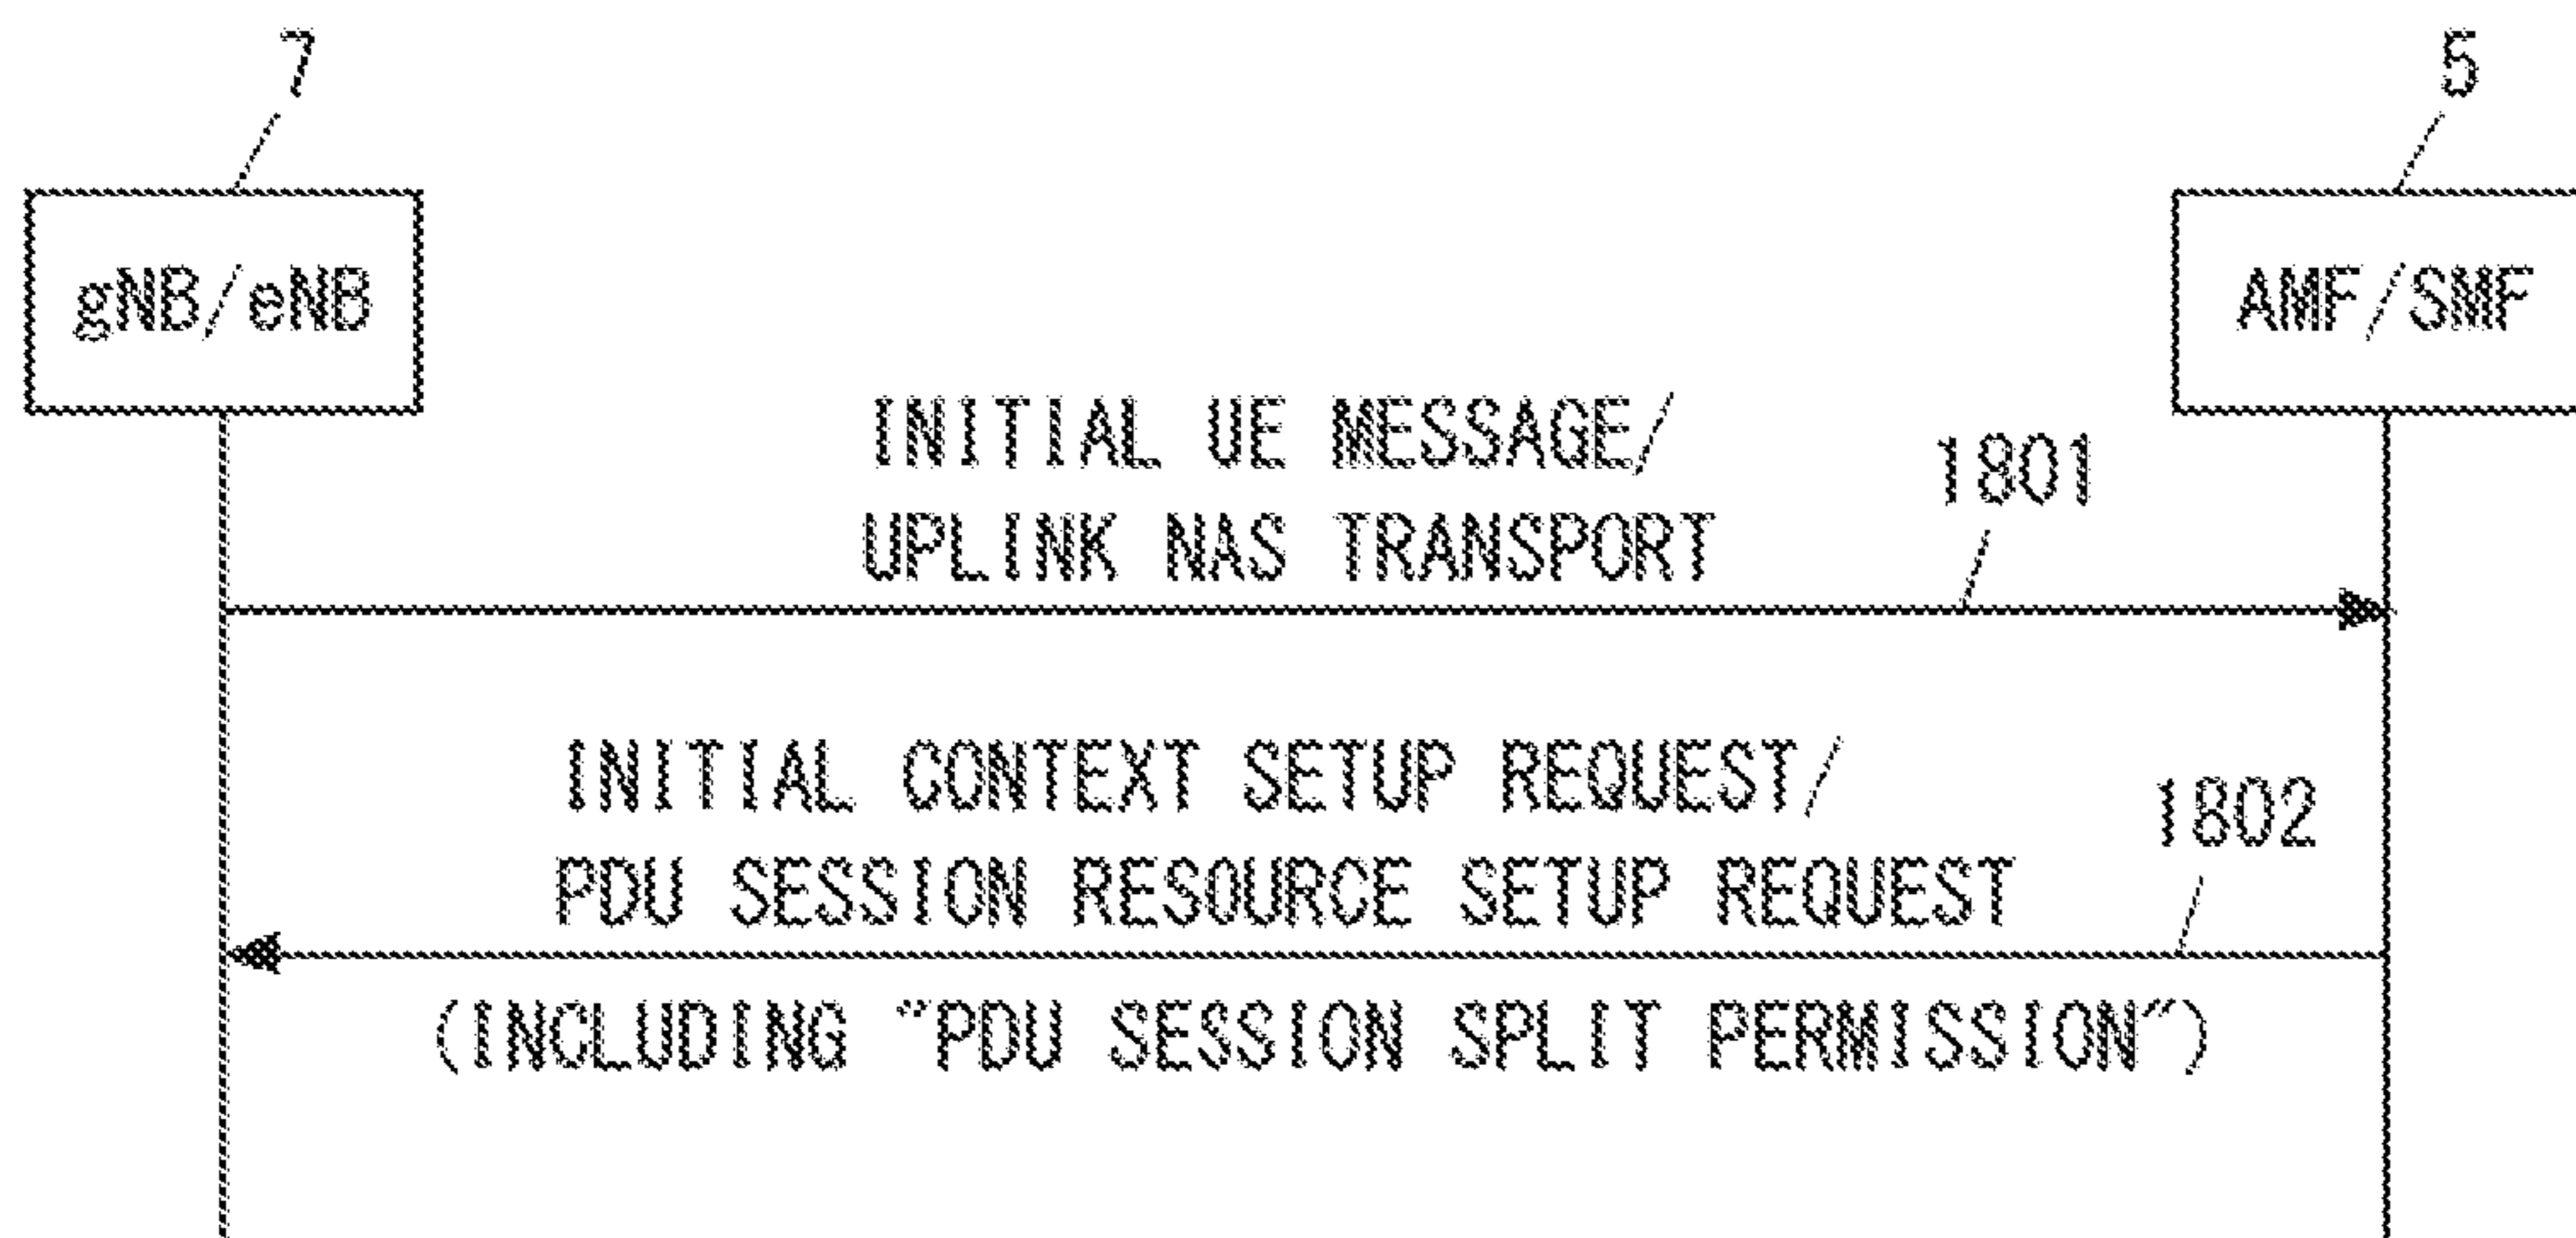 7
5
gNB/eNB
AMF/SMF
INITIAL UE MESSAGE/
UPLINK NAS TRANSPORT
1801
INITIAL CONTEXT SETUP REQUEST/
PDU SESSION RESOURCE SETUP REQUEST
1802
(INCLUDING "PDU SESSION SPLIT PERMISSION")